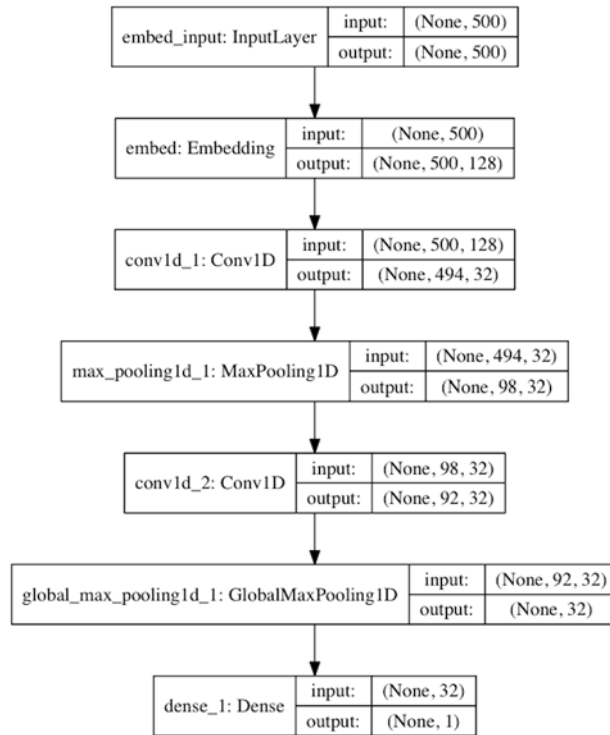 embed_input: InputLayer
input: (None, 500)
output: (None, 500)
embed: Embedding
input: (None, 500)
output: (None, 500, 128)
conv1d_1: Conv1D
input: (None, 500, 128)
output: (None, 494, 32)
max_pooling1d_1: MaxPooling1D
input: (None, 494, 32)
output: (None, 98, 32)
conv1d_2: Conv1D
input: (None, 98, 32)
output: (None, 92, 32)
global_max_pooling1d_1: GlobalMaxPooling1D
input: (None, 92, 32)
output: (None, 32)
dense_1: Dense
input: (None, 32)
output: (None, 1)